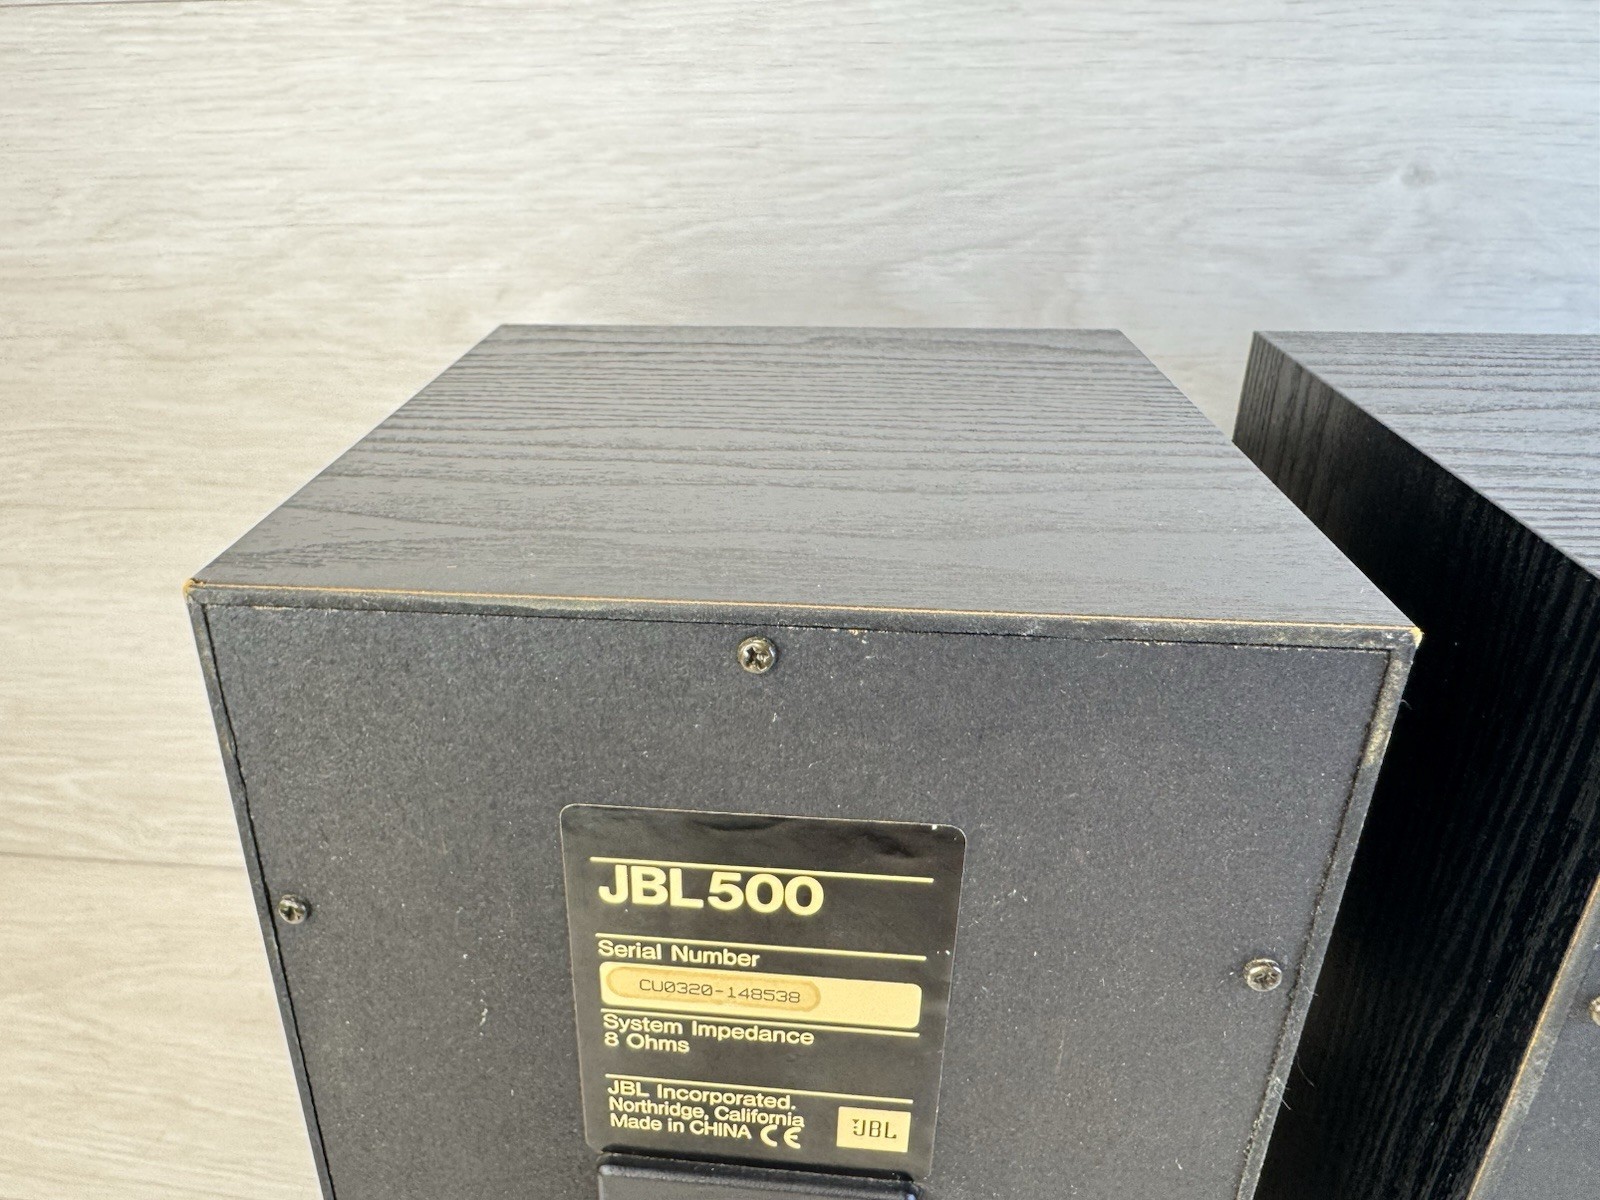 JBL500
Serial Number
CU0320-148538
System Impedance
8 Ohms
JBL Incorporated.
Northridge, California
Made in CHINA CE
JBL